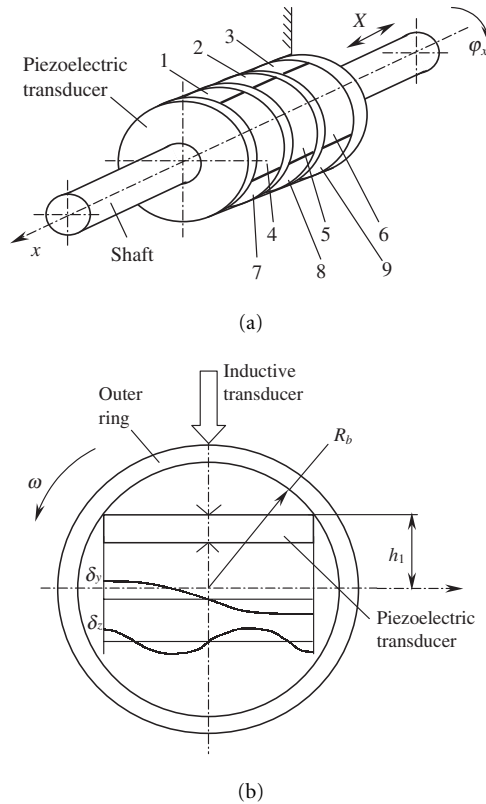 X
φx
3
2
1
Piezoelectric
transducer
x
Shaft
4
5
6
7
8
9
(a)
Inductive
transducer
Outer
ring
Rb
ω
h1
δy
δz
Piezoelectric
transducer
(b)